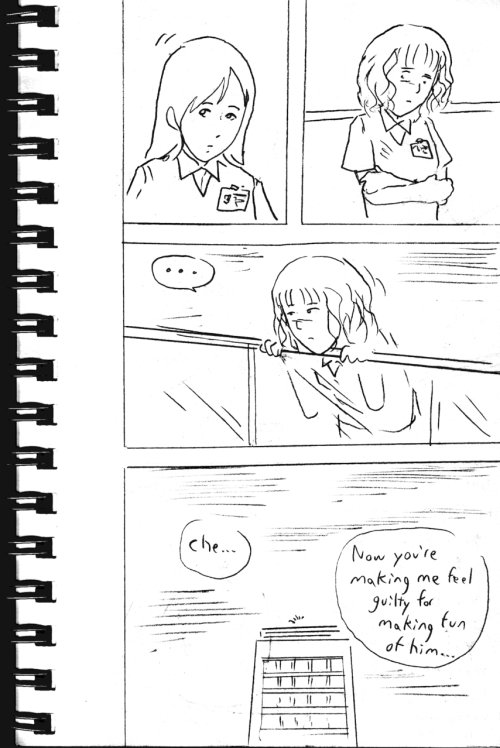 ...
che...
Now you're
making me feel
guilty for
making fun
of him...